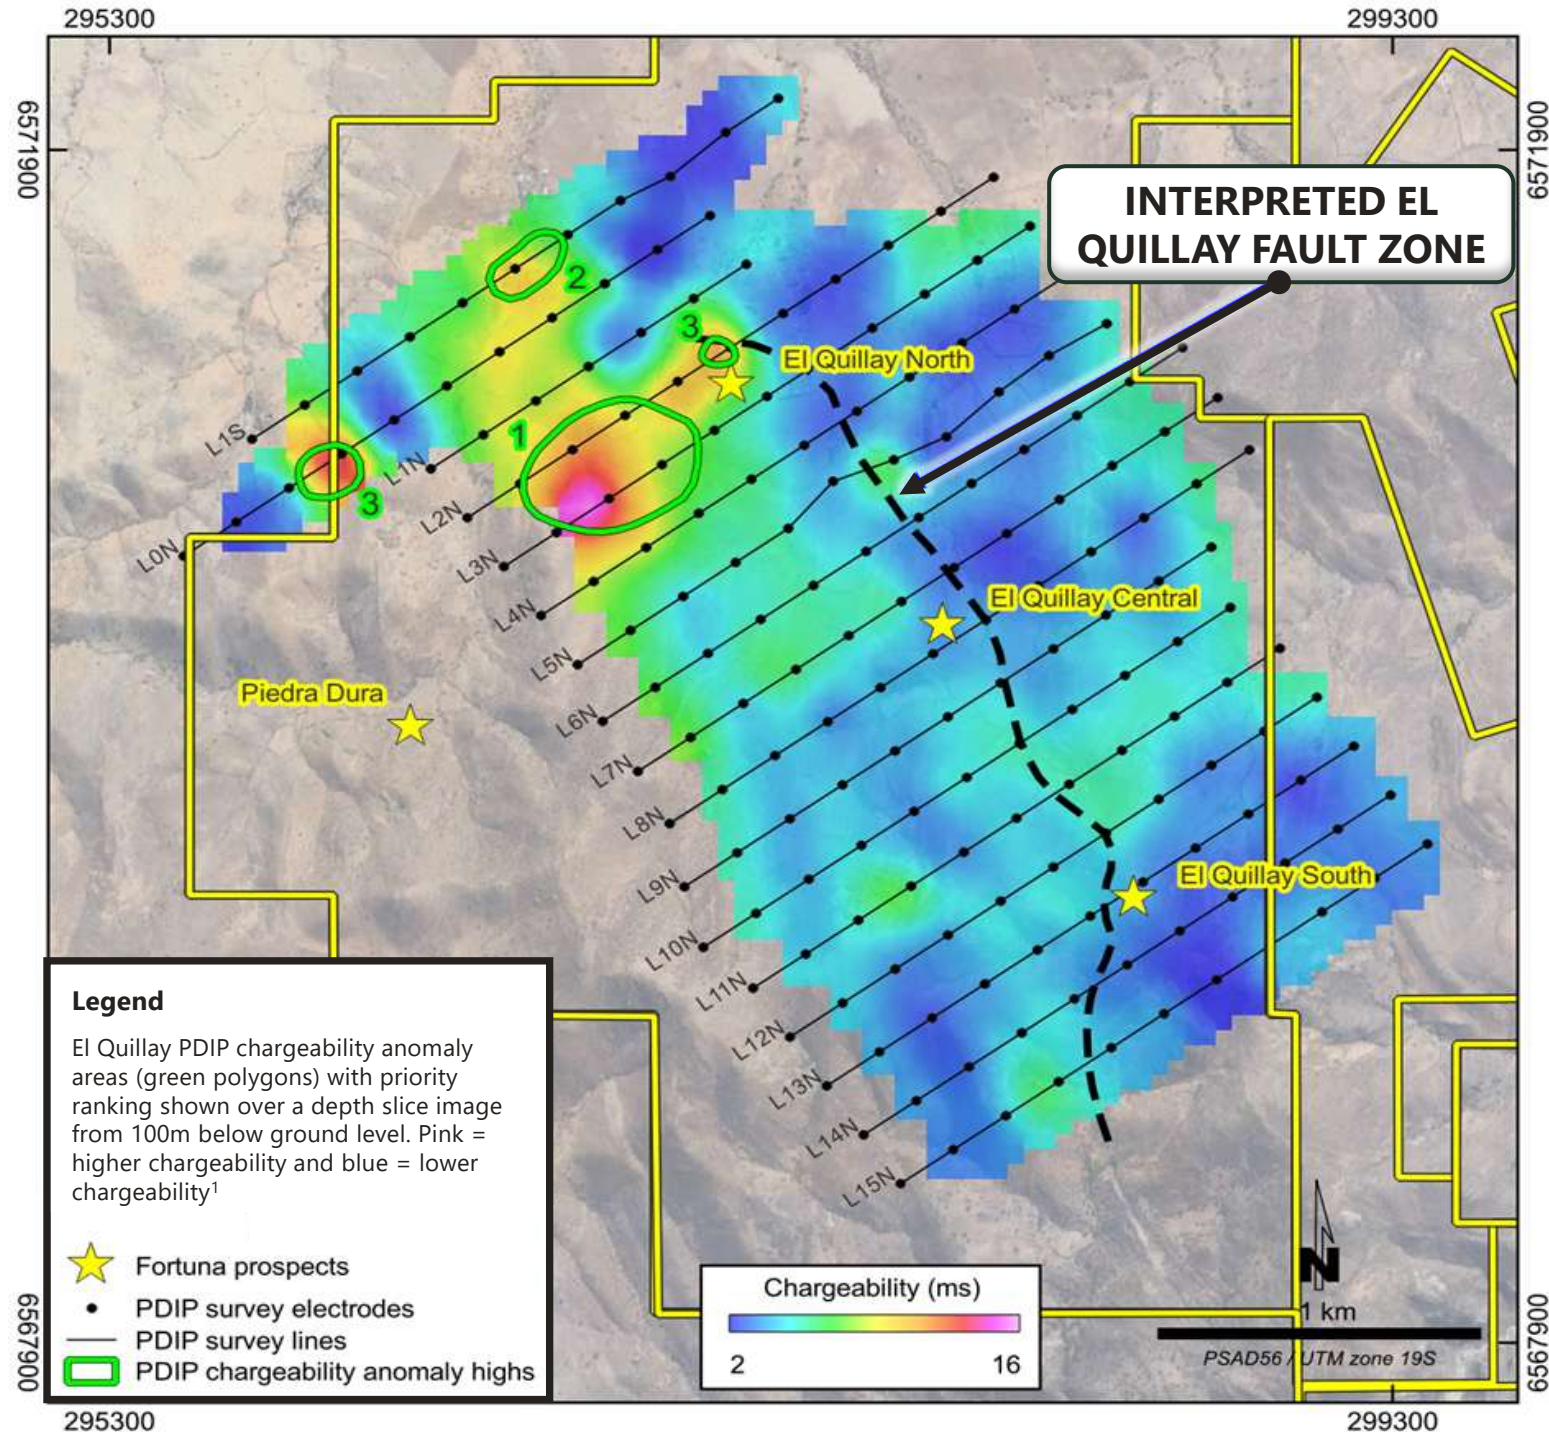 295300
299300
6571900
6571900
INTERPRETED EL
QUILLAY FAULT ZONE
2
3
El Quillay North
1
L1S
L1N
3
L2N
L0N
L3N
El Quillay Central
L4N
L5N
Piedra Dura
L6N
L7N
L8N
El Quillay South
L9N
L10N
L11N
L12N
L13N
L14N
L15N
Legend
El Quillay PDIP chargeability anomaly
areas (green polygons) with priority
ranking shown over a depth slice image
from 100m below ground level. Pink =
higher chargeability and blue = lower
chargeability¹
Fortuna prospects
PDIP survey electrodes
PDIP survey lines
PDIP chargeability anomaly highs
Chargeability (ms)
2 16
N
1 km
PSAD56 / UTM zone 19S
6567900
6567900
295300
299300